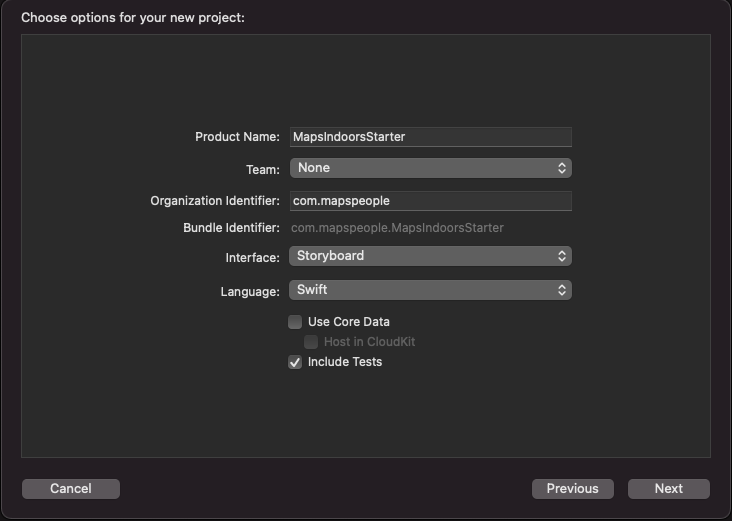 Choose options for your new project:
Product Name: MapsIndoorsStarter
Team: None
Organization Identifier: com.mapspeople
Bundle Identifier: com.mapspeople.MapsIndoorsStarter
Interface: Storyboard
Language: Swift
Use Core Data
Host in CloudKit
Include Tests
Cancel Previous Next